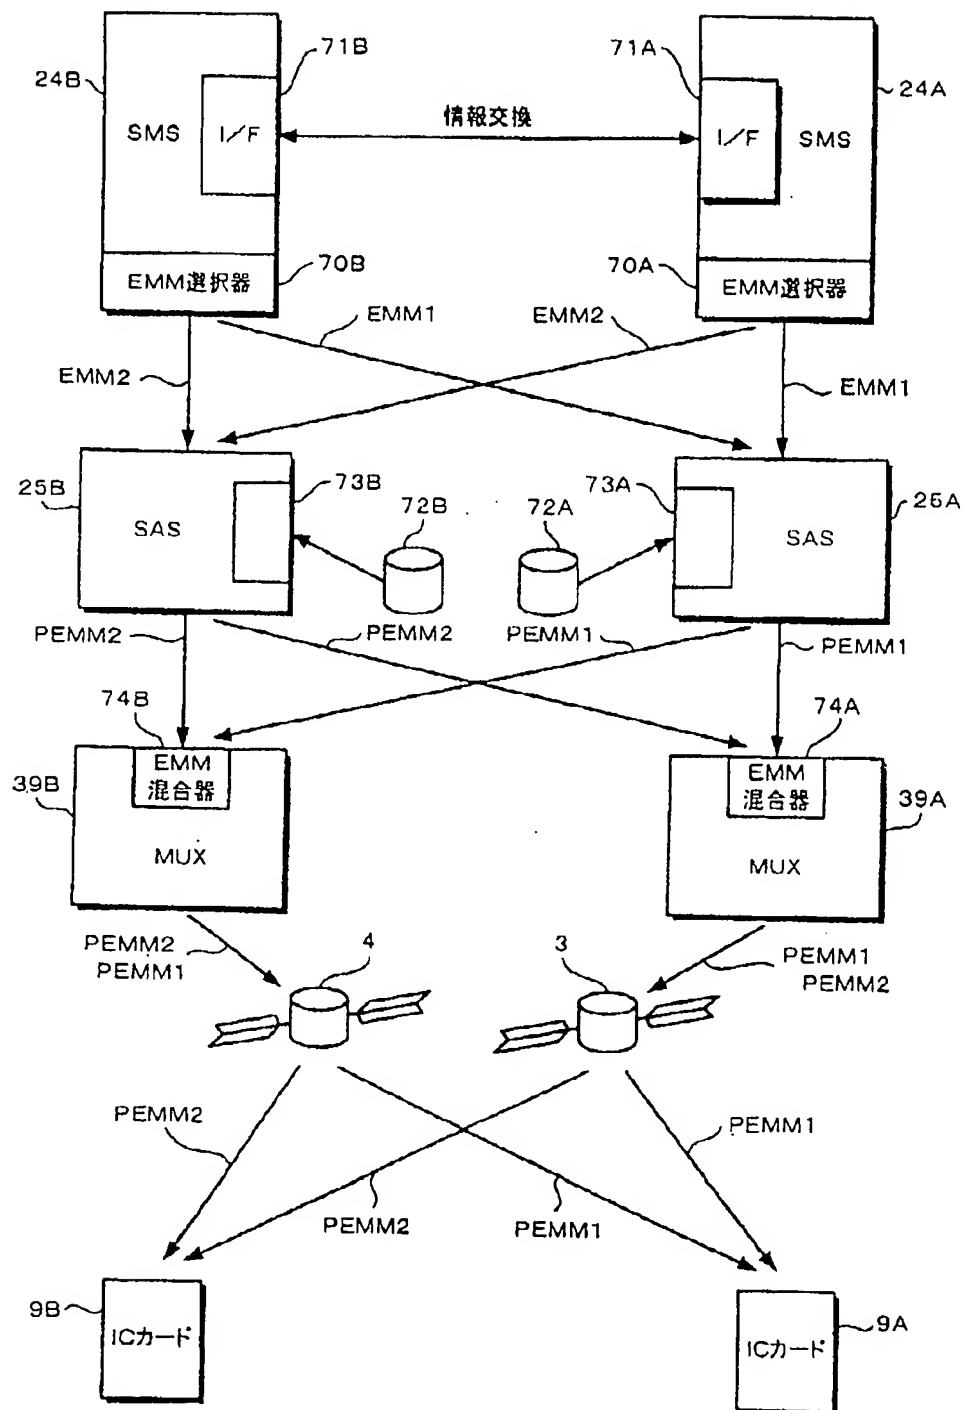 71B
71A
24B
24A
情報交換
SMS
I/F
I/F
SMS
EMM選択器
70B
70A
EMM選択器
EMM1
EMM2
EMM2
EMM1
25B
73B
72B
72A
73A
25A
SAS
SAS
PEMM2
PEMM2
PEMM1
PEMM1
74B
74A
EMM
混合器
EMM
混合器
39B
39A
MUX
MUX
PEMM2
PEMM1
4
3
PEMM1
PEMM2
PEMM2
PEMM1
PEMM2
PEMM1
9B
ICカード
ICカード
9A